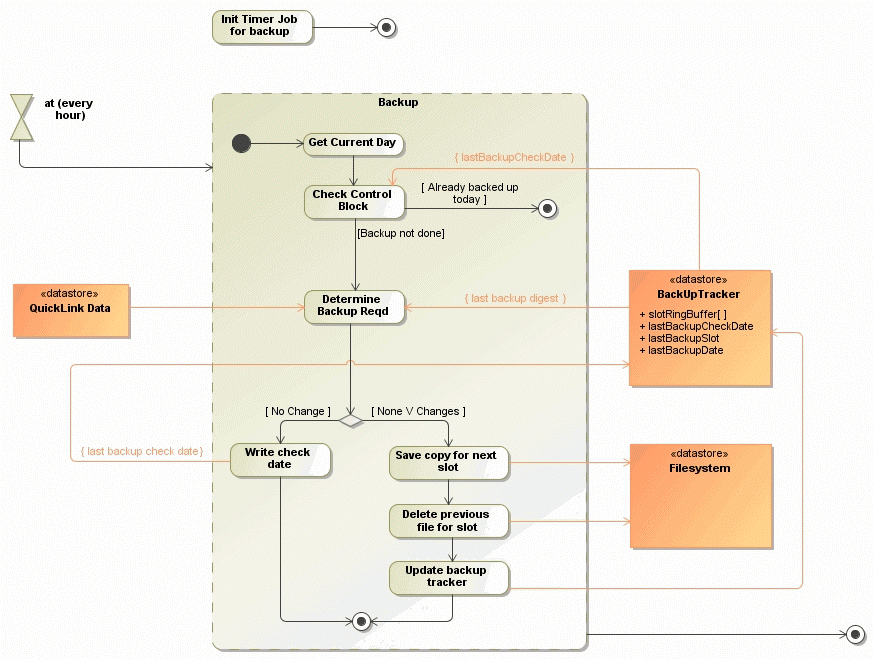 Init Timer Job
for backup
at (every
hour)
Backup
Get Current Day
{ lastBackupCheckDate }
Check Control
Block
[ Already backed up
today ]
[Backup not done]
«datastore»
QuickLink Data
Determine
Backup Reqd
{ last backup digest }
«datastore»
BackUpTracker
+ slotRingBuffer[ ]
+ lastBackupCheckDate
+ lastBackupSlot
+ lastBackupDate
[ No Change ]
[ None \/ Changes ]
{ last backup check date}
Write check
date
Save copy for next
slot
«datastore»
Filesystem
Delete previous
file for slot
Update backup
tracker